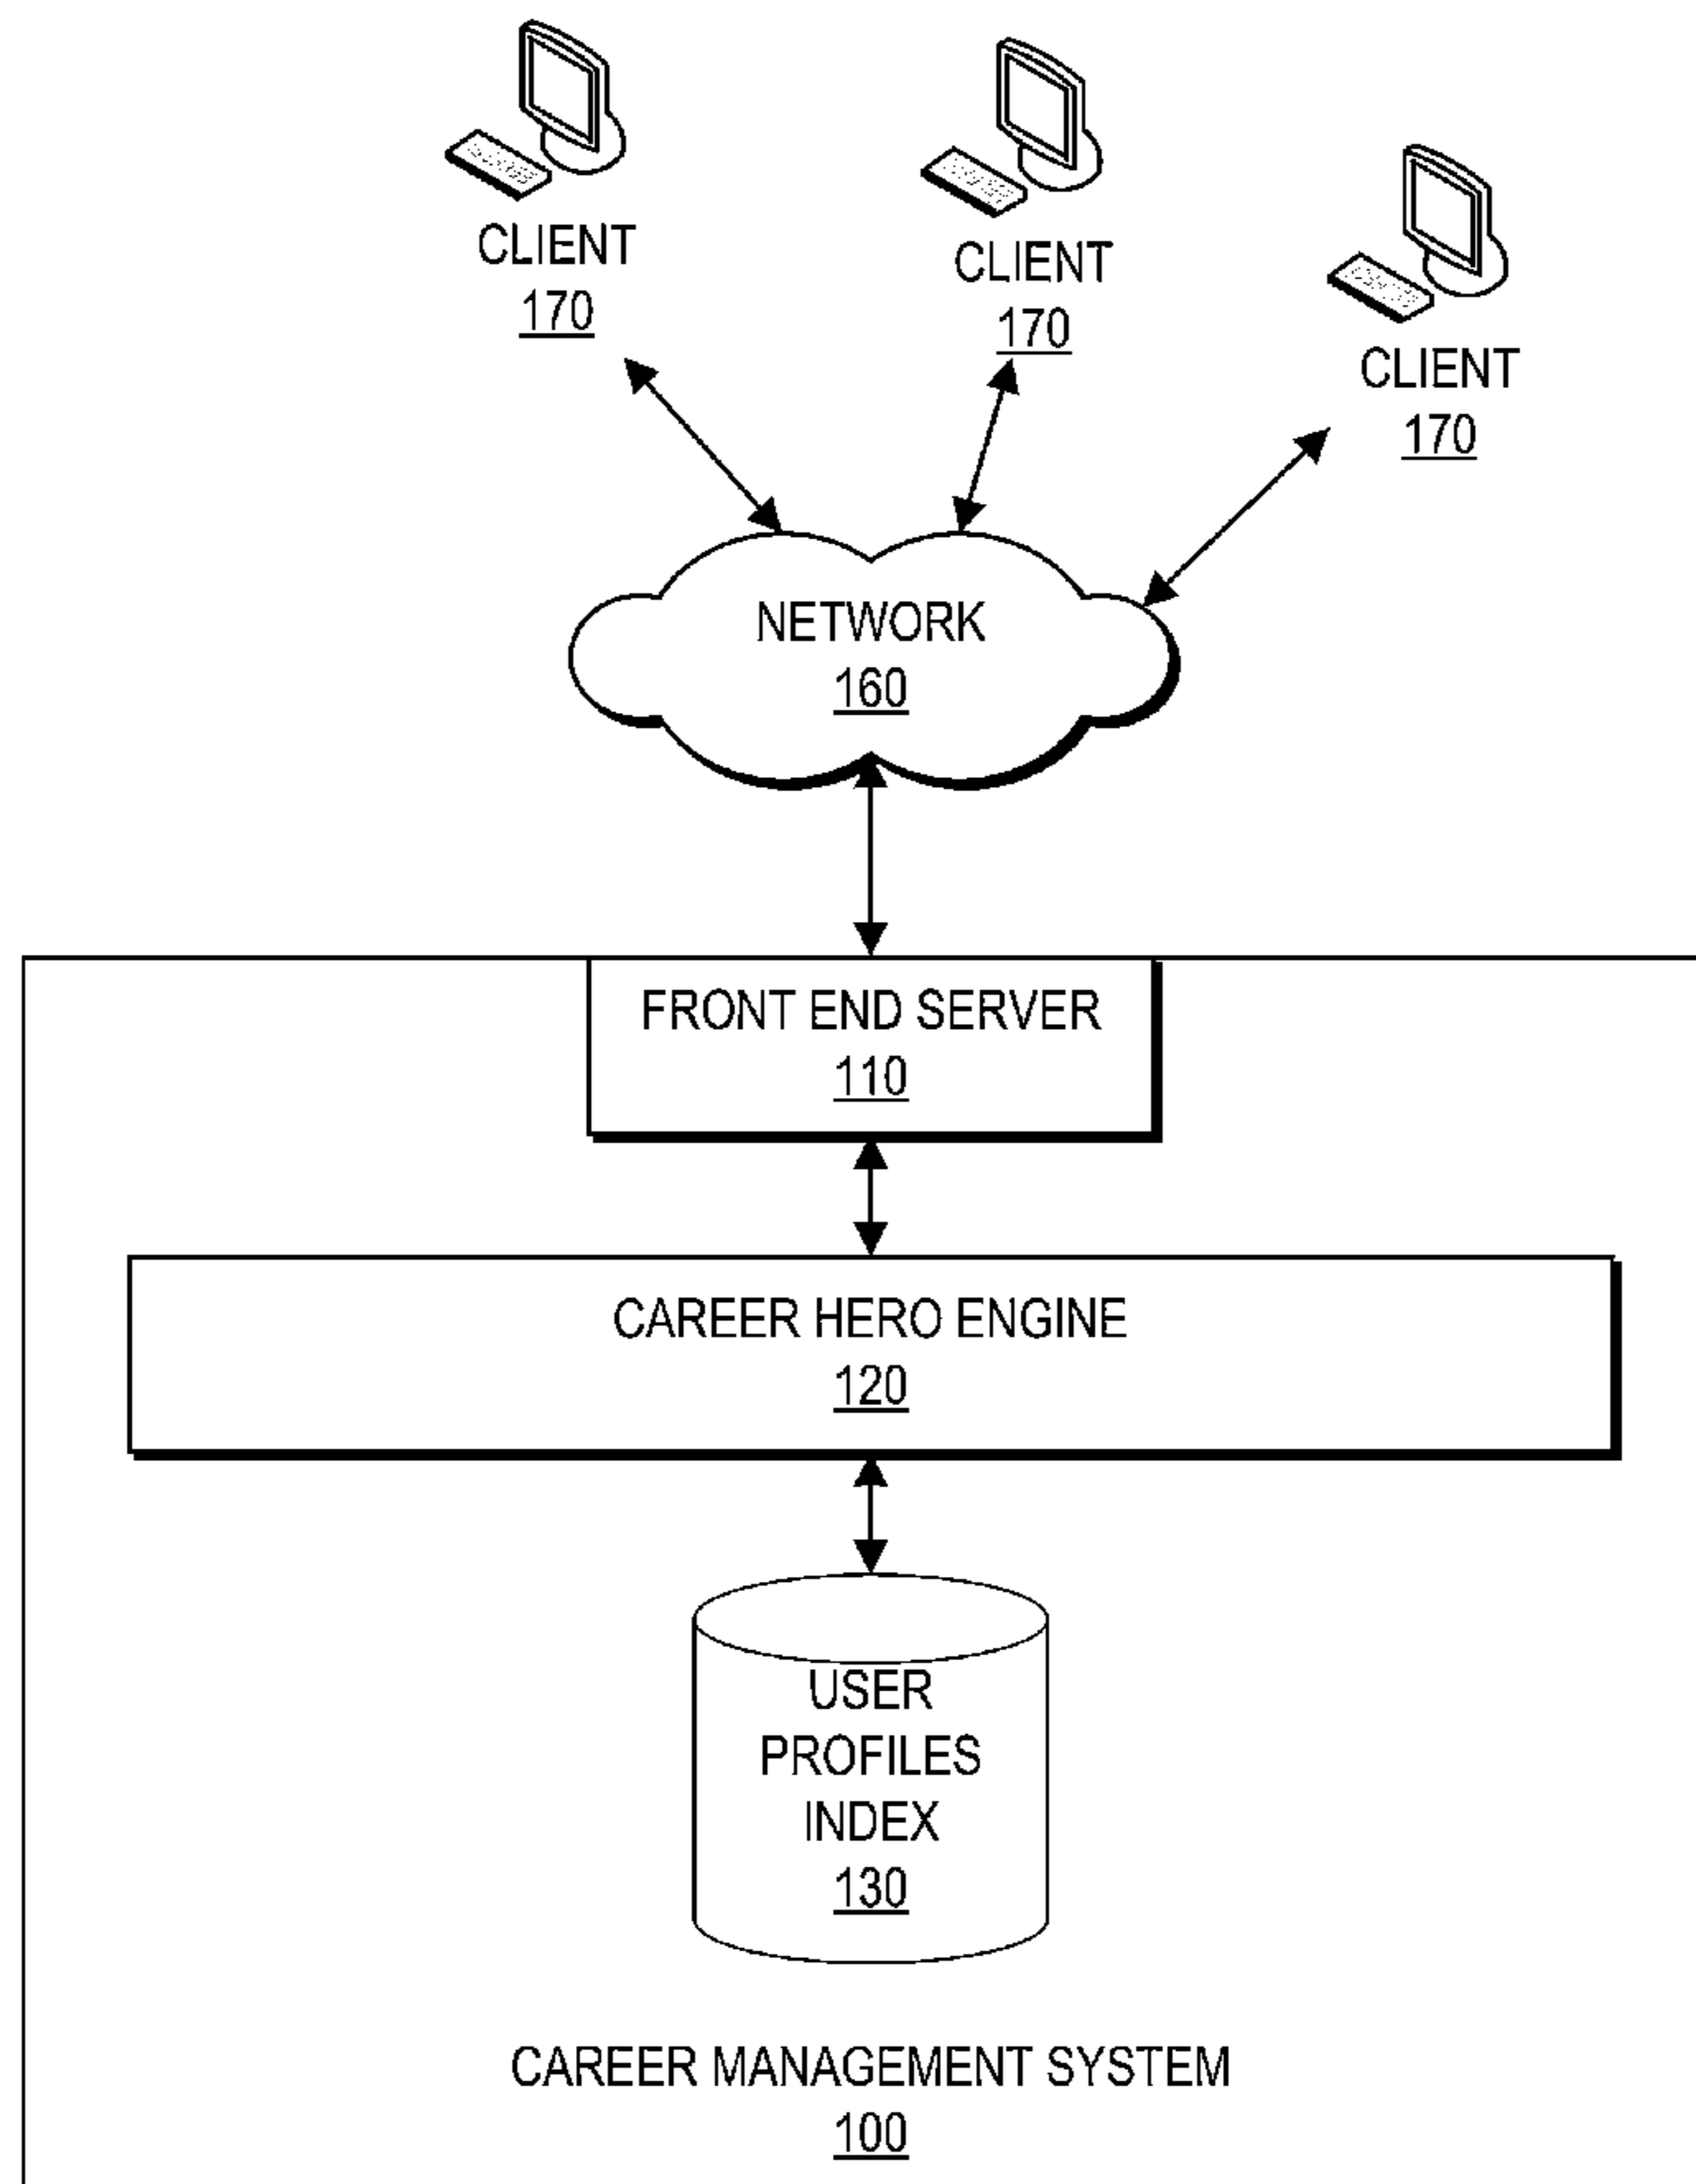 CLIENT
170
CLIENT
170
CLIENT
170
NETWORK
160
FRONT END SERVER
110
CAREER HERO ENGINE
120
USER
PROFILES
INDEX
130
CAREER MANAGEMENT SYSTEM
100